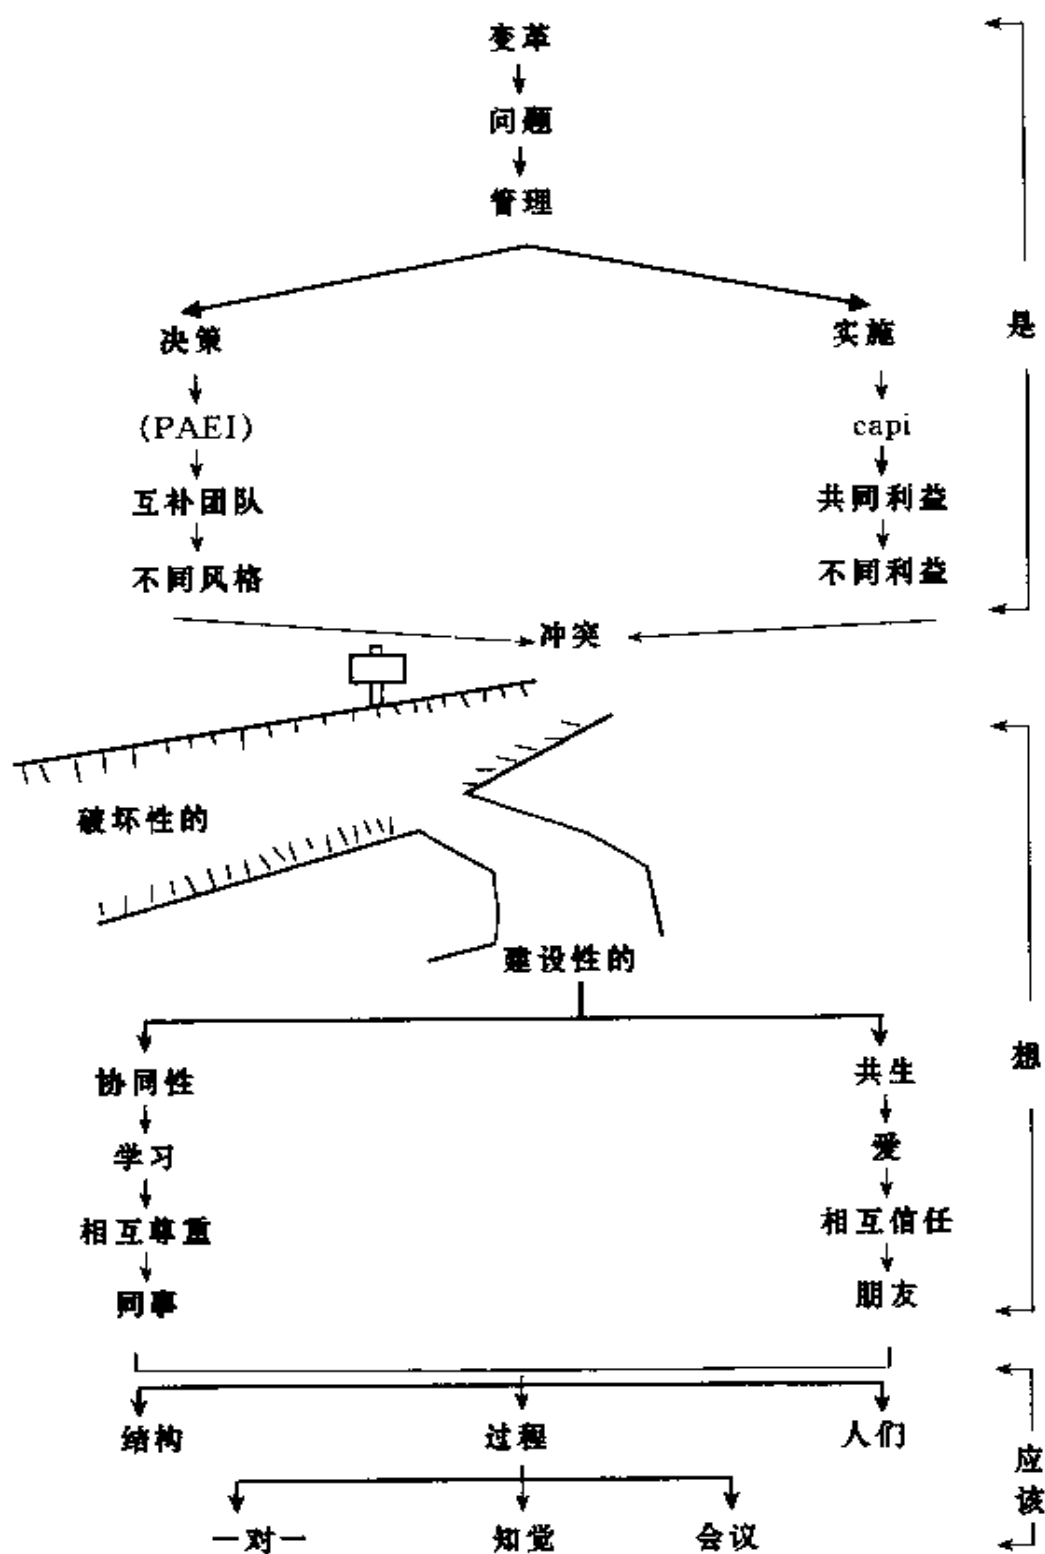 变革
问题
管理
决策
实施
是
(PAEI)
capi
互补团队
共同利益
不同风格
不同利益
冲突
破坏性的
建设性的
想
协同性
共生
学习
爱
相互尊重
相互信任
同事
朋友
结构
过程
人们
应该
一对一
知觉
会议